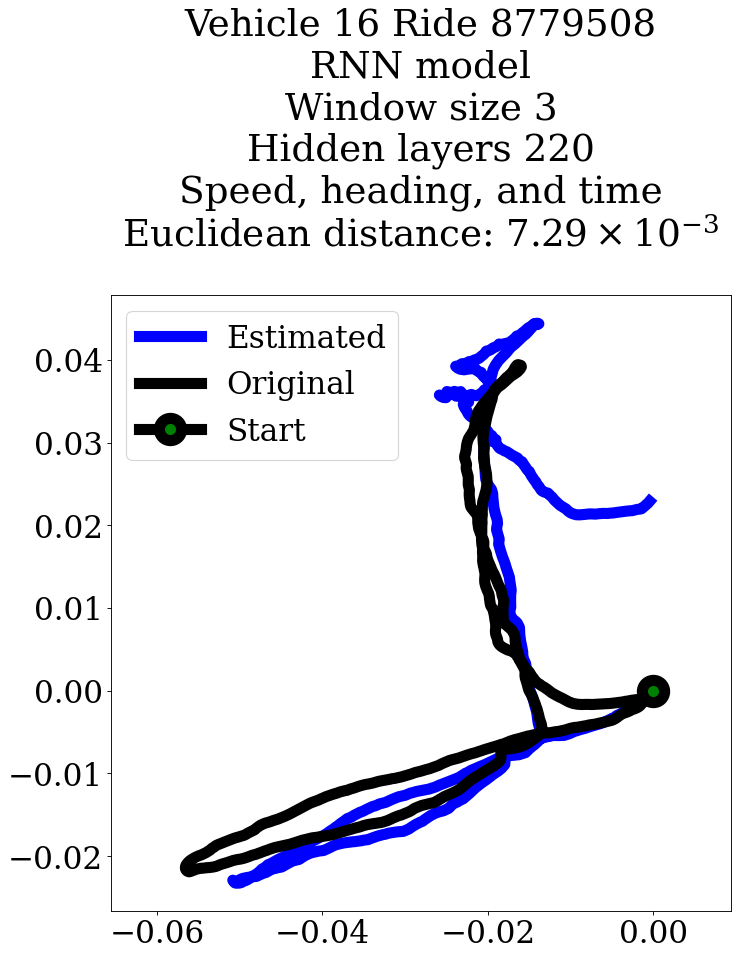 Vehicle 16 Ride 8779508
RNN model
Window size 3
Hidden layers 220
Speed, heading, and time
Euclidean distance: 7.29 × 10⁻³
Estimated
Original
Start
0.04
0.03
0.02
0.01
0.00
−0.01
−0.02
−0.06 −0.04 −0.02 0.00